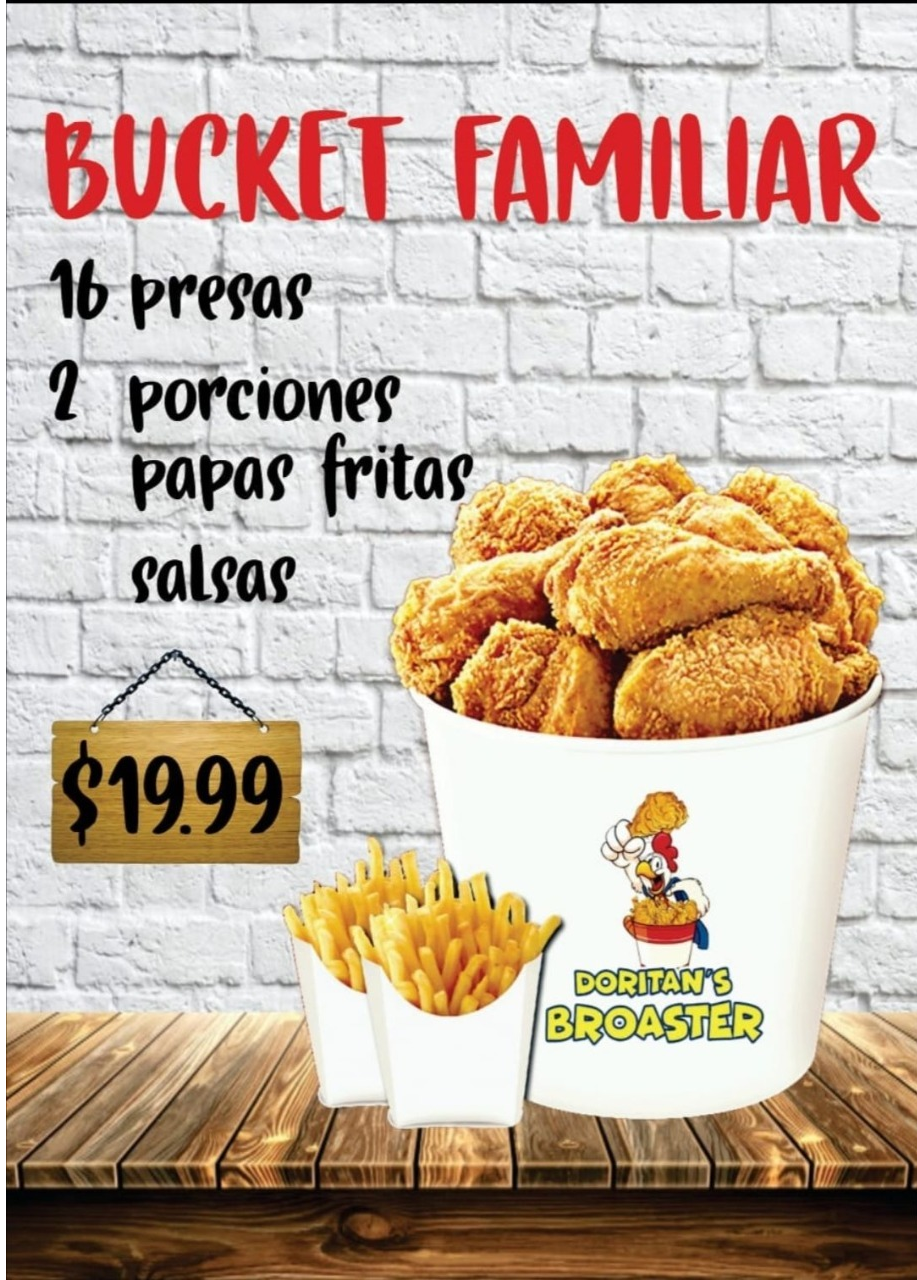 BUCKET FAMILIAR
16 presas
2 porciones
papas fritas
salsas
$19.99
DORITAN'S
BROASTER